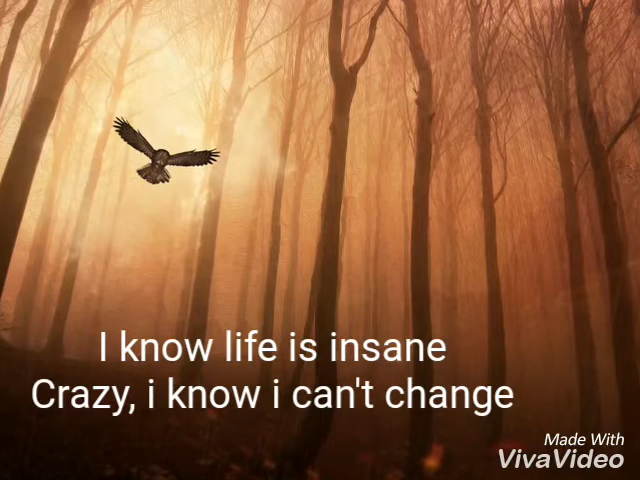 I know life is insane
Crazy, i know i can't change
Made With
VivaVideo